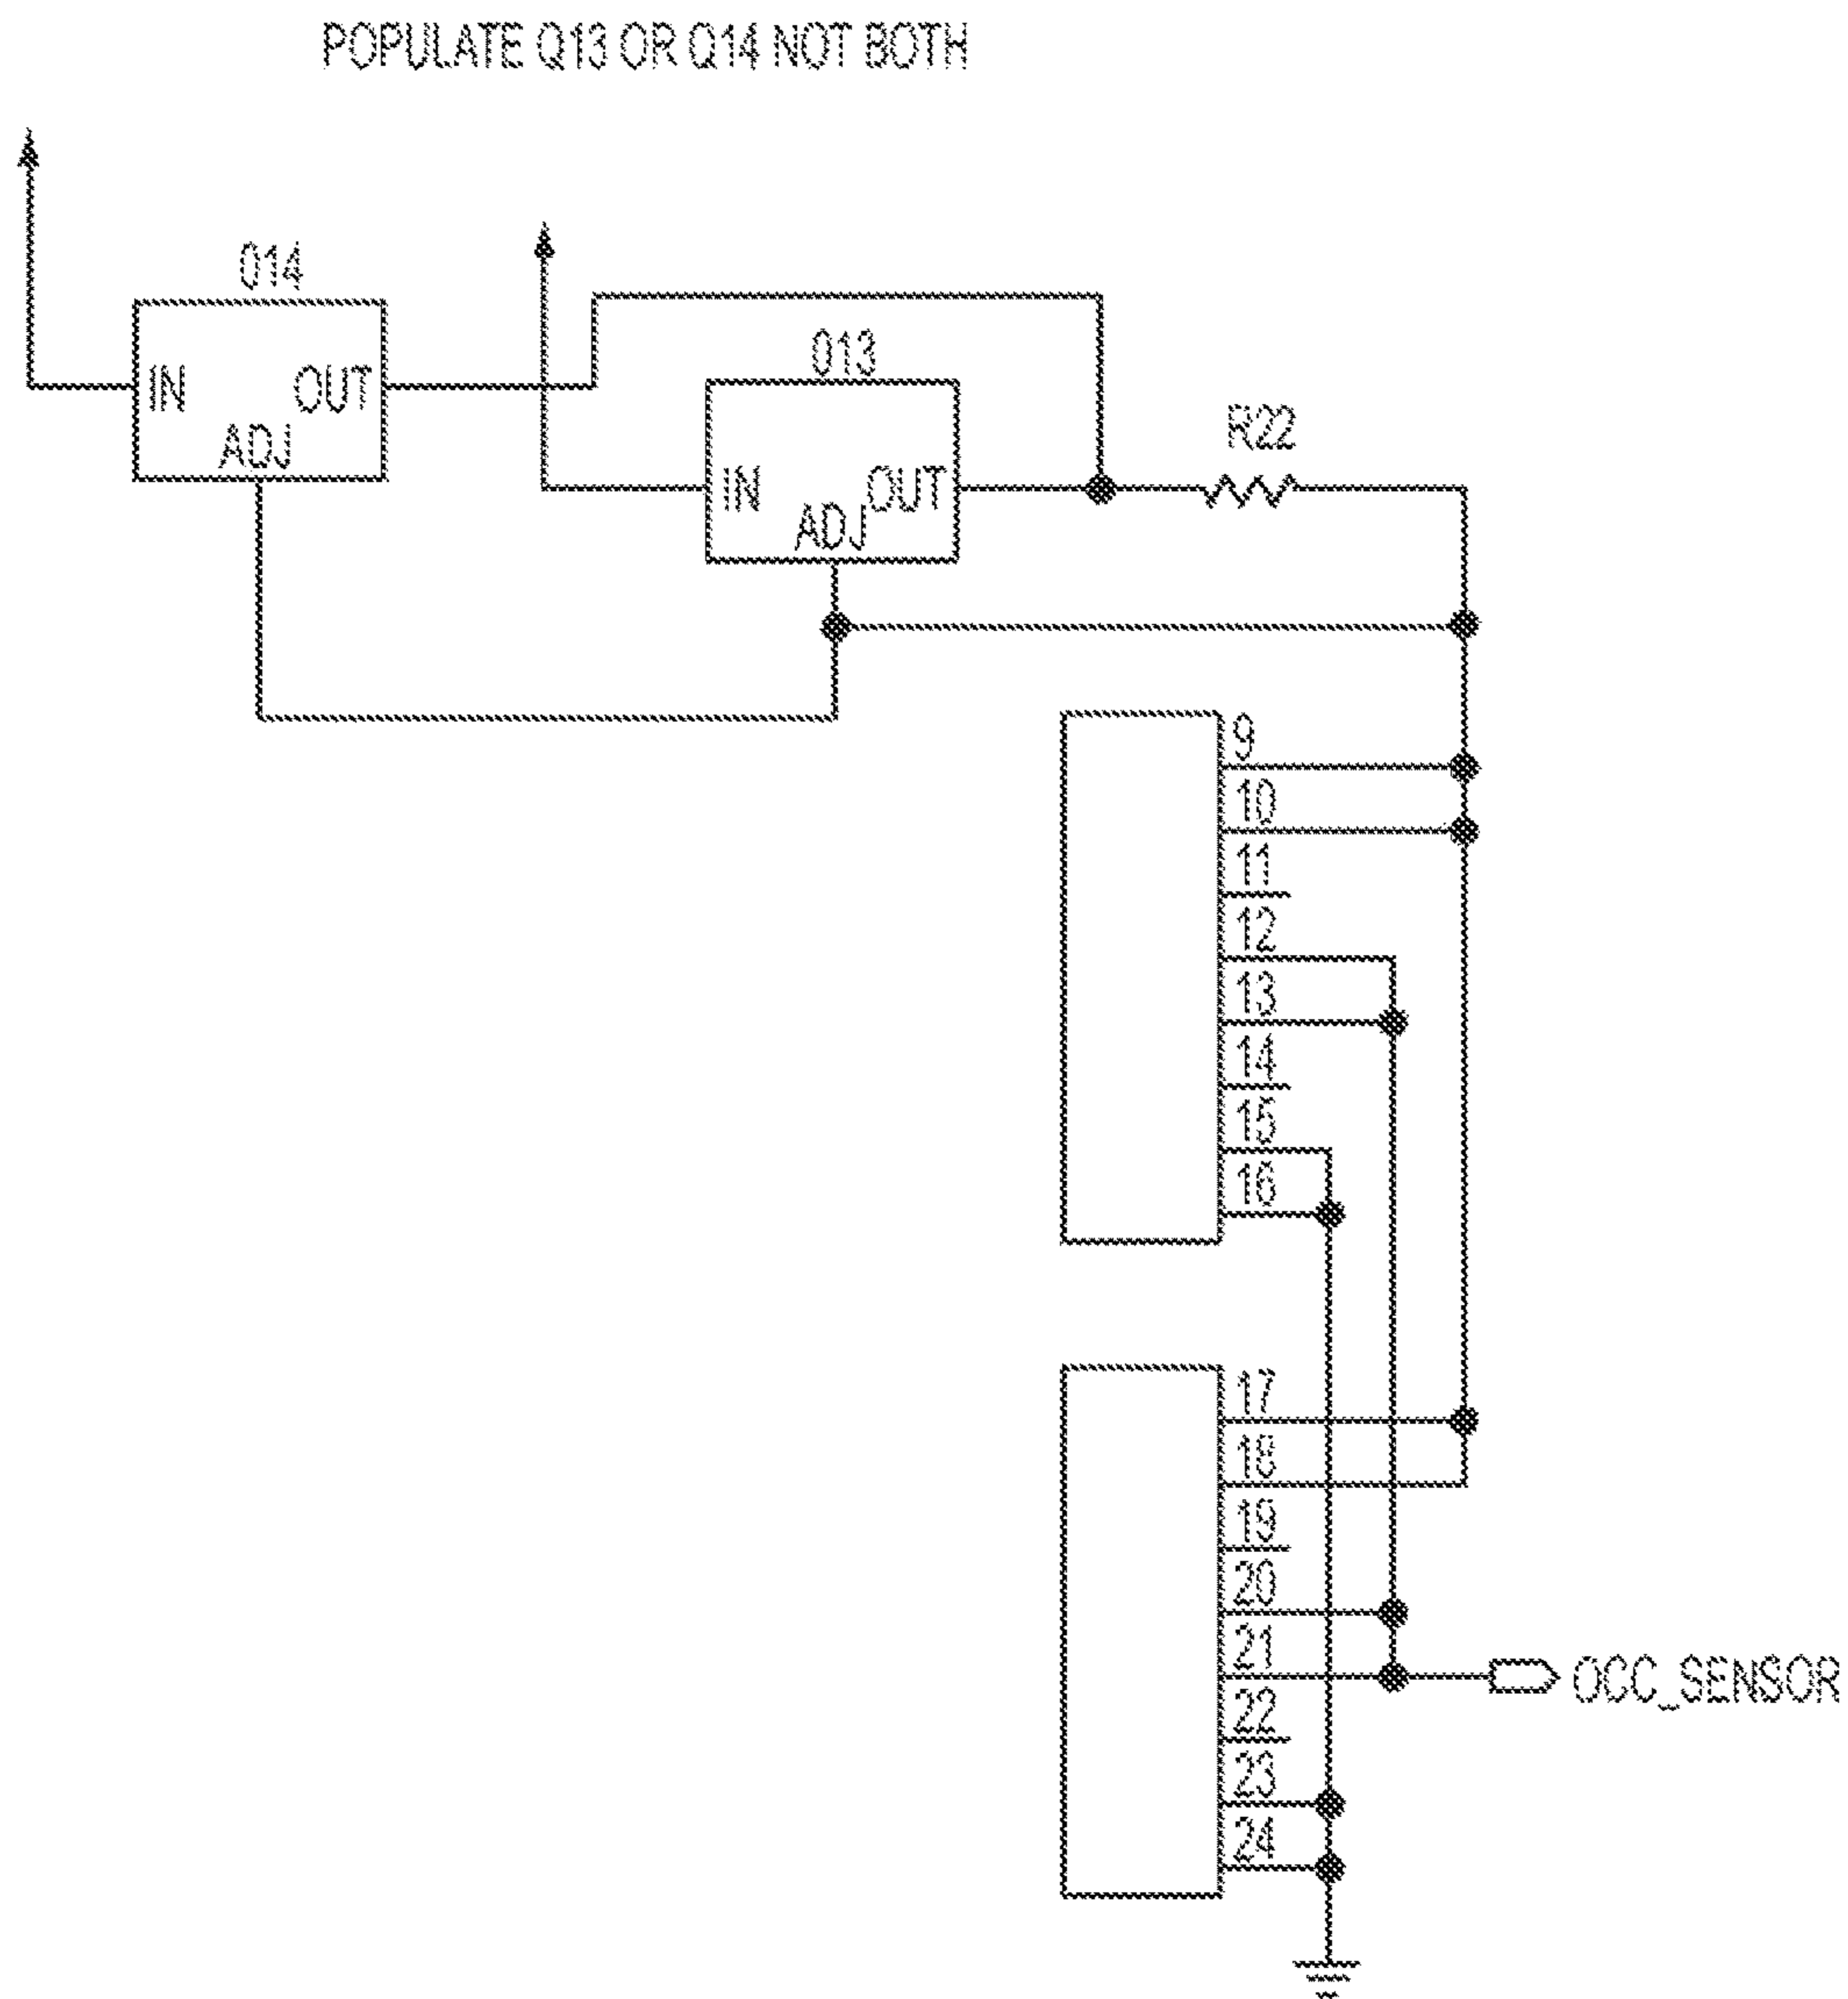 POPULATE Q13 OR Q14 NOT BOTH
Q14
IN
OUT
ADJ
Q13
IN
OUT
ADJ
R22
9
10
11
12
13
14
15
16
17
18
19
20
21
22
23
24
OCC_SENSOR